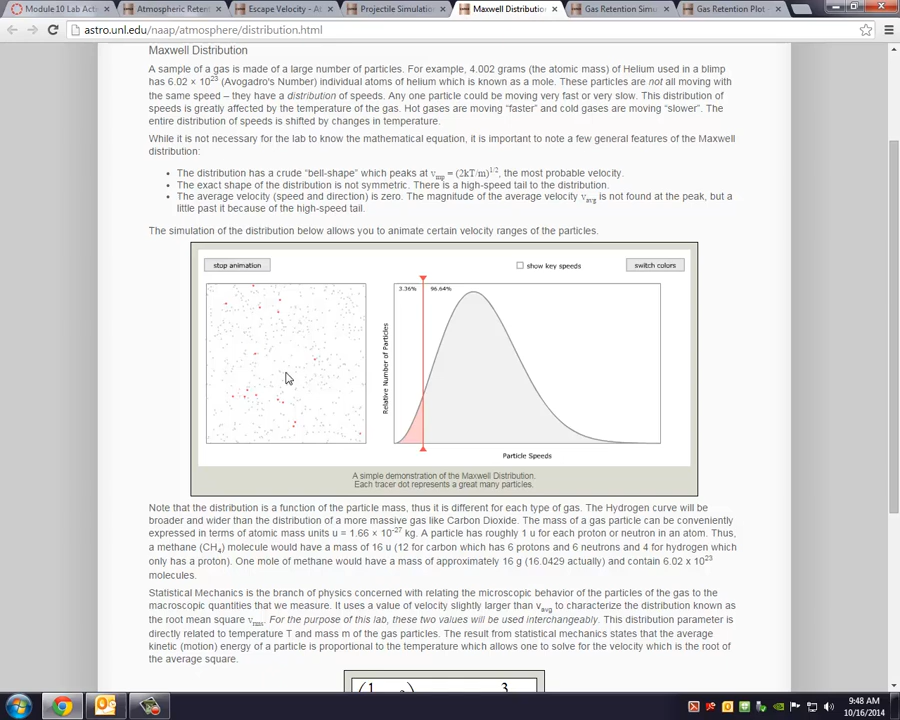 Module 10 Lab Acti
Atmospheric Retent
Escape Velocity - As
Projectile Simulation
Maxwell Distribution
Gas Retention Simu
Gas Retention Plot
astro.unl.edu/naap/atmosphere/distribution.html
Maxwell Distribution
A sample of a gas is made of a large number of particles. For example, 4.002 grams (the atomic mass) of Helium used in a blimp
has 6.02 × 10²³ (Avogadro's Number) individual atoms of helium which is known as a mole. These particles are not all moving with
the same speed – they have a distribution of speeds. Any one particle could be moving very fast or very slow. This distribution of
speeds is greatly affected by the temperature of the gas. Hot gases are moving “faster” and cold gases are moving “slower”. The
entire distribution of speeds is shifted by changes in temperature.
While it is not necessary for the lab to know the mathematical equation, it is important to note a few general features of the Maxwell
distribution:
• The distribution has a crude “bell-shape” which peaks at vmp = (2kT/m)1/2, the most probable velocity.
• The exact shape of the distribution is not symmetric. There is a high-speed tail to the distribution.
• The average velocity (speed and direction) is zero. The magnitude of the average velocity vavg is not found at the peak, but a
little past it because of the high-speed tail.
The simulation of the distribution below allows you to animate certain velocity ranges of the particles.
stop animation
show key speeds
switch colors
3.36% 96.64%
Relative Number of Particles
Particle Speeds
A simple demonstration of the Maxwell Distribution.
Each tracer dot represents a great many particles.
Note that the distribution is a function of the particle mass, thus it is different for each type of gas. The Hydrogen curve will be
broader and wider than the distribution of a more massive gas like Carbon Dioxide. The mass of a gas particle can be conveniently
expressed in terms of atomic mass units u = 1.66 × 10⁻²⁷ kg. A particle has roughly 1 u for each proton or neutron in an atom. Thus,
a methane (CH₄) molecule would have a mass of 16 u (12 for carbon which has 6 protons and 6 neutrons and 4 for hydrogen which
only has a proton). One mole of methane would have a mass of approximately 16 g (16.0429 actually) and contain 6.02 x 10²³
molecules.
Statistical Mechanics is the branch of physics concerned with relating the microscopic behavior of the particles of the gas to the
macroscopic quantities that we measure. It uses a value of velocity slightly larger than vavg to characterize the distribution known as
the root mean square vrms. For the purpose of this lab, these two values will be used interchangeably. This distribution parameter is
directly related to temperature T and mass m of the gas particles. The result from statistical mechanics states that the average
kinetic (motion) energy of a particle is proportional to the temperature which allows one to solve for the velocity which is the root of
the average square.
9:48 AM
10/16/2014